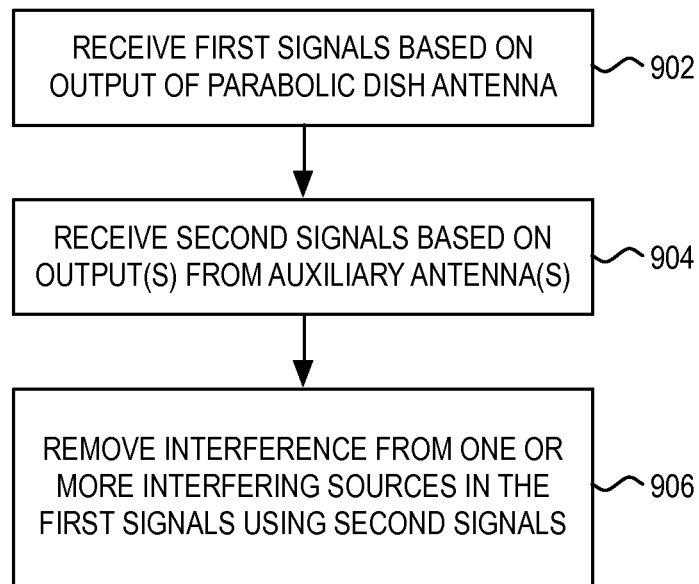 RECEIVE FIRST SIGNALS BASED ON
OUTPUT OF PARABOLIC DISH ANTENNA
902
RECEIVE SECOND SIGNALS BASED ON
OUTPUT(S) FROM AUXILIARY ANTENNA(S)
904
REMOVE INTERFERENCE FROM ONE OR
MORE INTERFERING SOURCES IN THE
FIRST SIGNALS USING SECOND SIGNALS
906